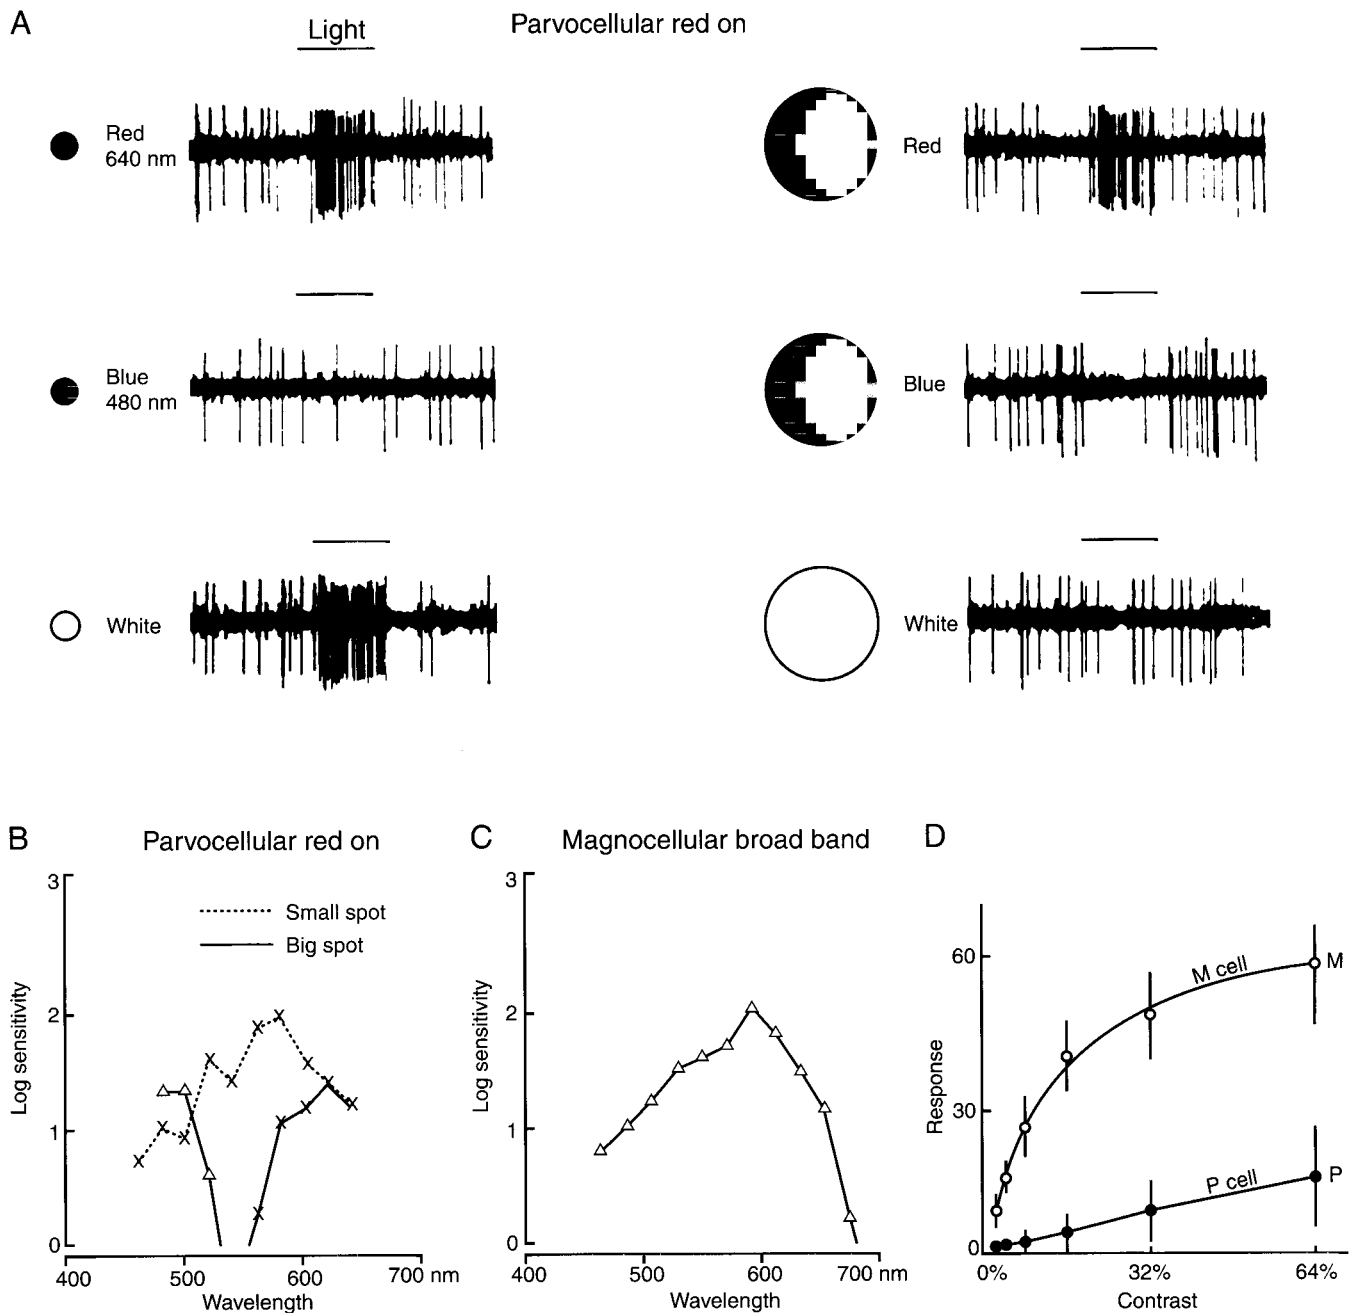 A
Light
Parvocellular red on
Red
640 nm
Red
Blue
480 nm
Blue
White
White
B
Parvocellular red on
3
2
1
0
Log sensitivity
Small spot
Big spot
400
500
600
700 nm
Wavelength
C
Magnocellular broad band
3
2
1
0
Log sensitivity
400
500
600
700 nm
Wavelength
D
60
30
0
Response
M cell
M
P cell
P
0%
32%
64%
Contrast